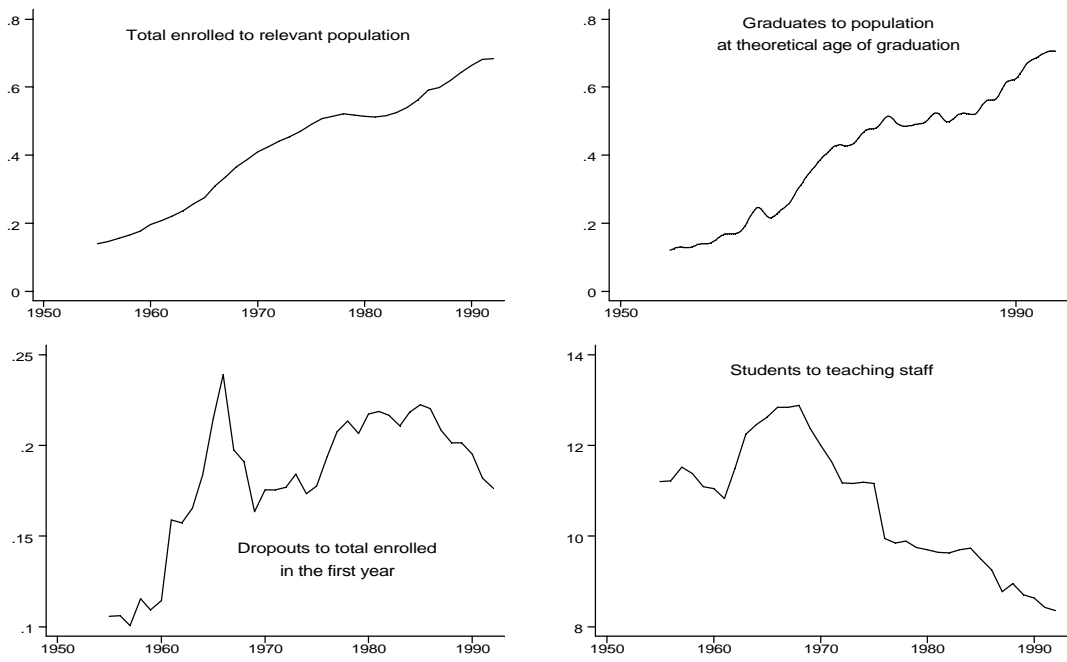 .8
Total enrolled to relevant population
.6
.4
.2
0
1950 1960 1970 1980 1990
.8
Graduates to population
at theoretical age of graduation
.6
.4
.2
0
1950 1990
.25
.2
.15
Dropouts to total enrolled
in the first year
.1
1950 1960 1970 1980 1990
14
Students to teaching staff
12
10
8
1950 1960 1970 1980 1990